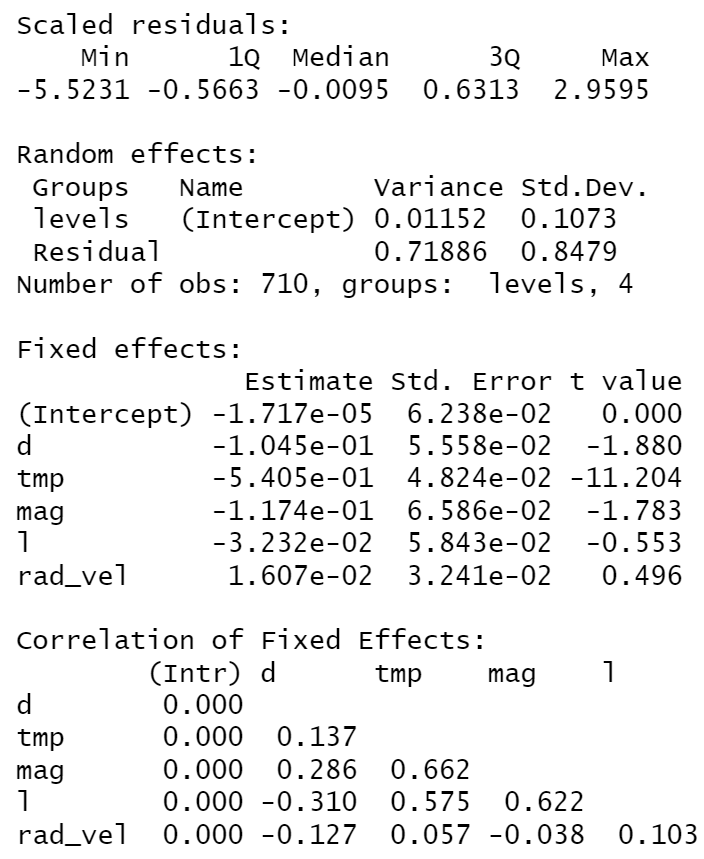 Scaled residuals:
    Min      1Q  Median      3Q     Max
-5.5231 -0.5663 -0.0095  0.6313  2.9595
Random effects:
 Groups   Name        Variance Std.Dev.
 levels   (Intercept) 0.01152  0.1073
 Residual             0.71886  0.8479
Number of obs: 710, groups:  levels, 4
Fixed effects:
              Estimate Std. Error t value
(Intercept) -1.717e-05  6.238e-02   0.000
d           -1.045e-01  5.558e-02  -1.880
tmp         -5.405e-01  4.824e-02 -11.204
mag         -1.174e-01  6.586e-02  -1.783
l           -3.232e-02  5.843e-02  -0.553
rad_vel      1.607e-02  3.241e-02   0.496
Correlation of Fixed Effects:
        (Intr) d      tmp    mag    l
d        0.000
tmp      0.000  0.137
mag      0.000  0.286  0.662
l        0.000 -0.310  0.575  0.622
rad_vel  0.000 -0.127  0.057 -0.038  0.103